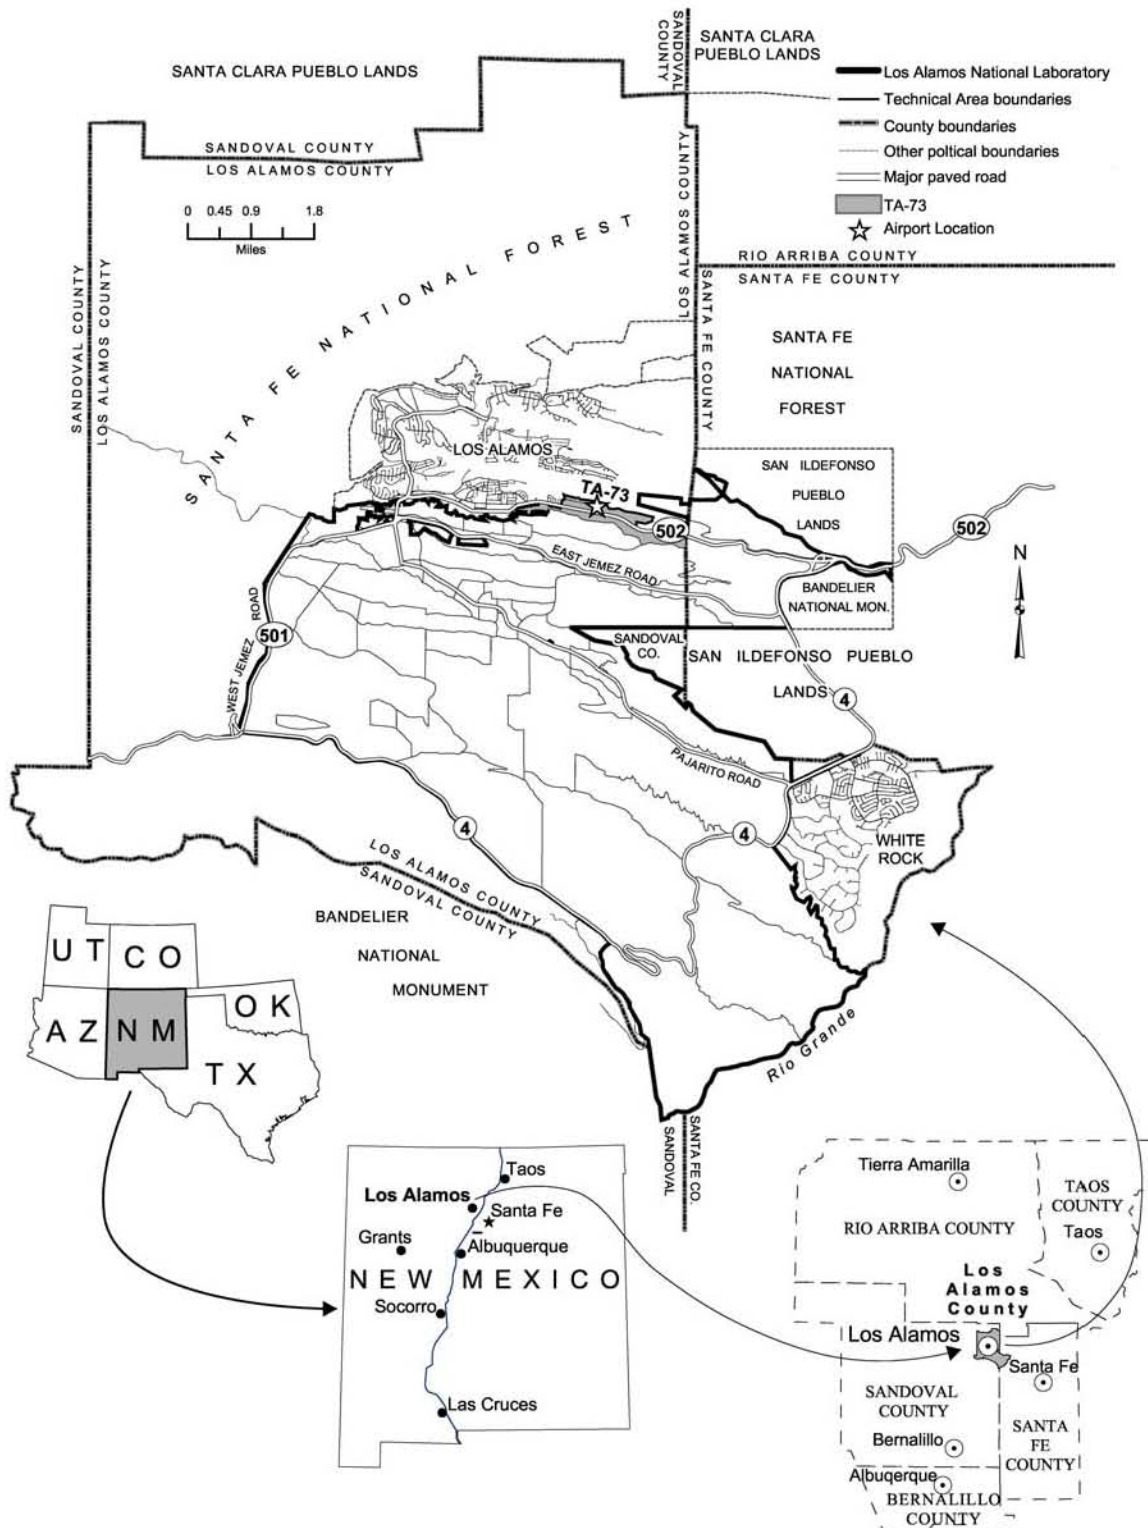 SANTA CLARA PUEBLO LANDS
SANDOVAL
COUNTY
SANTA CLARA
PUEBLO LANDS
Los Alamos National Laboratory
Technical Area boundaries
County boundaries
Other poltical boundaries
Major paved road
TA-73
Airport Location
SANDOVAL COUNTY
LOS ALAMOS COUNTY
0 0.45 0.9 1.8
Miles
SANTA FE NATIONAL FOREST
LOS ALAMOS COUNTY
RIO ARRIBA COUNTY
SANTA FE COUNTY
SANTA FE COUNTY
SANDOVAL COUNTY
LOS ALAMOS COUNTY
SANTA FE
NATIONAL
FOREST
LOS ALAMOS
TA-73
SAN ILDEFONSO
PUEBLO
LANDS
502
502
EAST JEMEZ ROAD
BANDELIER
NATIONAL MON.
N
WEST JEMEZ ROAD
501
SANDOVAL
CO.
SAN ILDEFONSO PUEBLO
LANDS
4
PAJARITO ROAD
4
4
WHITE
ROCK
LOS ALAMOS COUNTY
SANDOVAL COUNTY
BANDELIER
NATIONAL
MONUMENT
Rio Grande
SANDOVAL
SANTA FE CO.
UT
CO
AZ
NM
OK
TX
Taos
Los Alamos
Santa Fe
Grants
Albuquerque
NEW MEXICO
Socorro
Las Cruces
Tierra Amarilla
TAOS
COUNTY
RIO ARRIBA COUNTY
Taos
Los
Alamos
County
Los Alamos
Santa Fe
SANDOVAL
COUNTY
SANTA
FE
COUNTY
Bernalillo
Albuqerque
BERNALILLO
COUNTY